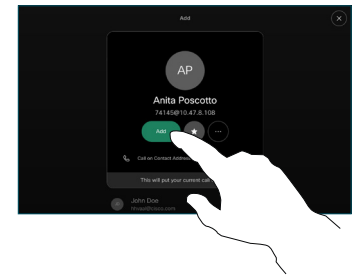 Add
AP
Anita Poscotto
74145@10.47.8.108
Add
Call on Contact Address
This will put your current call
John Doe